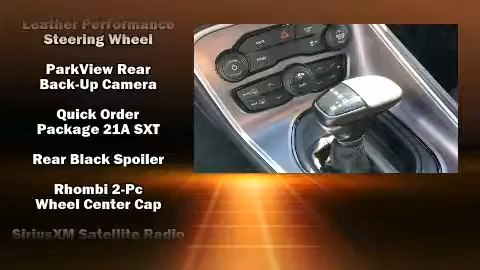 Leather Performance
Steering Wheel
ParkView Rear
Back-Up Camera
Quick Order
Package 21A SXT
Rear Black Spoiler
Rhombi 2-Pc
Wheel Center Cap
SiriusXM Satellite Radio